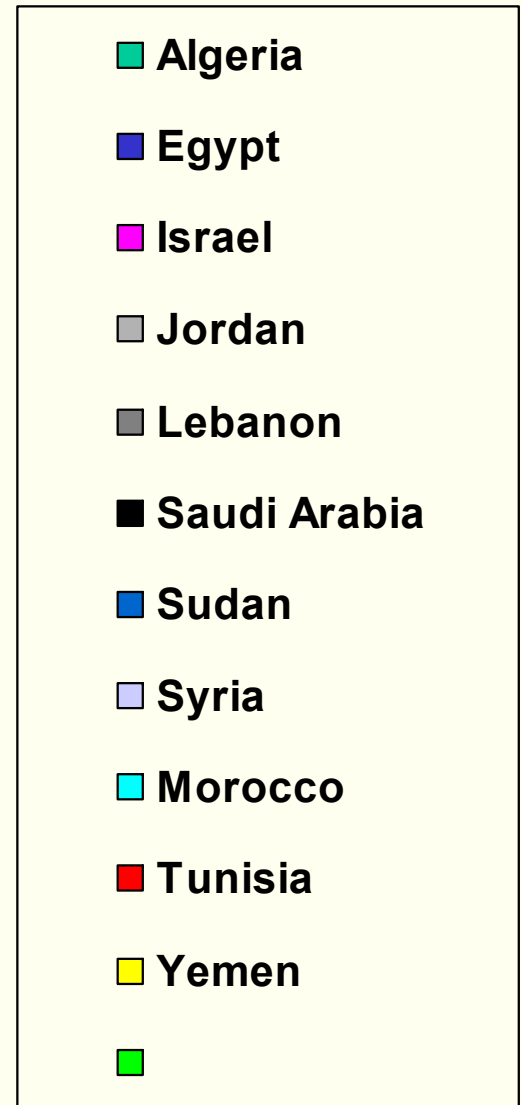 Algeria
Egypt
Israel
Jordan
Lebanon
Saudi Arabia
Sudan
Syria
Morocco
Tunisia
Yemen